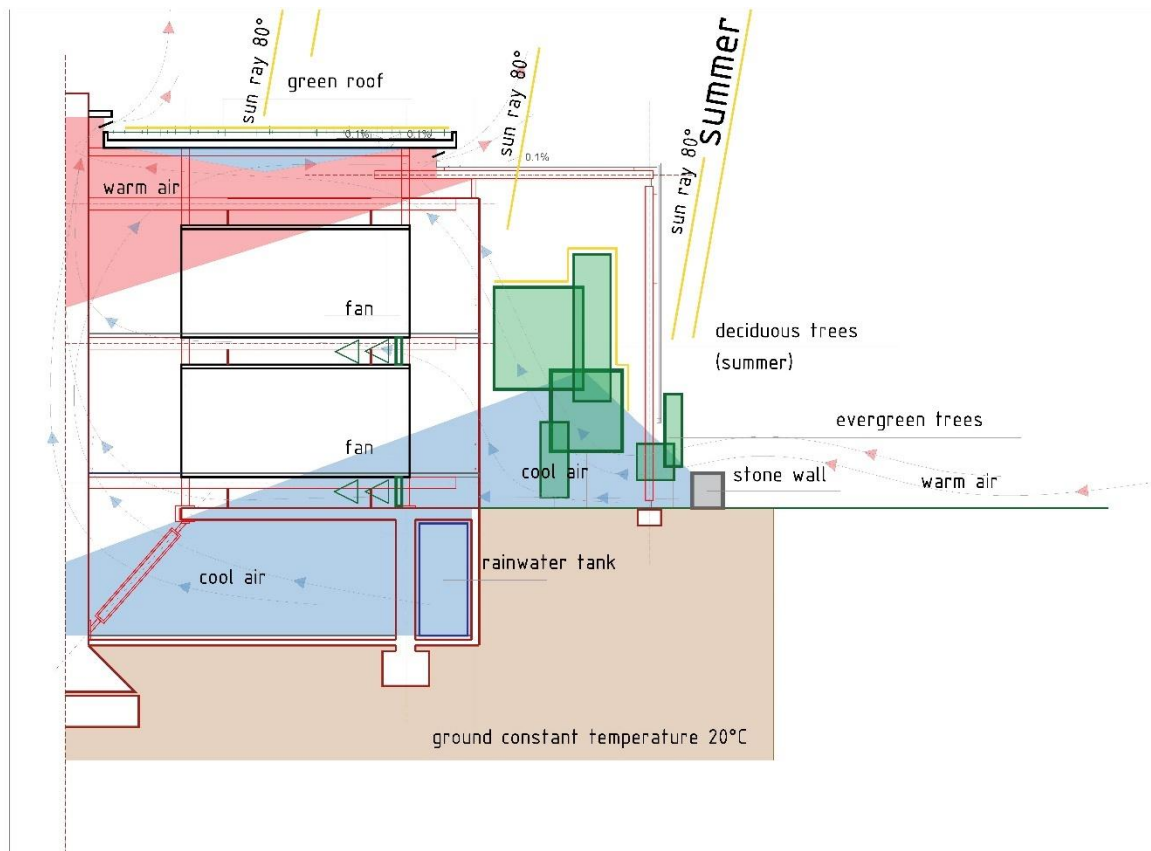 summer
sun ray 80°
sun ray 80°
sun ray 80°
green roof
0.1%
0.1%
0.1%
warm air
fan
deciduous trees
(summer)
evergreen trees
fan
cool air
stone wall
warm air
rainwater tank
cool air
ground constant temperature 20°C